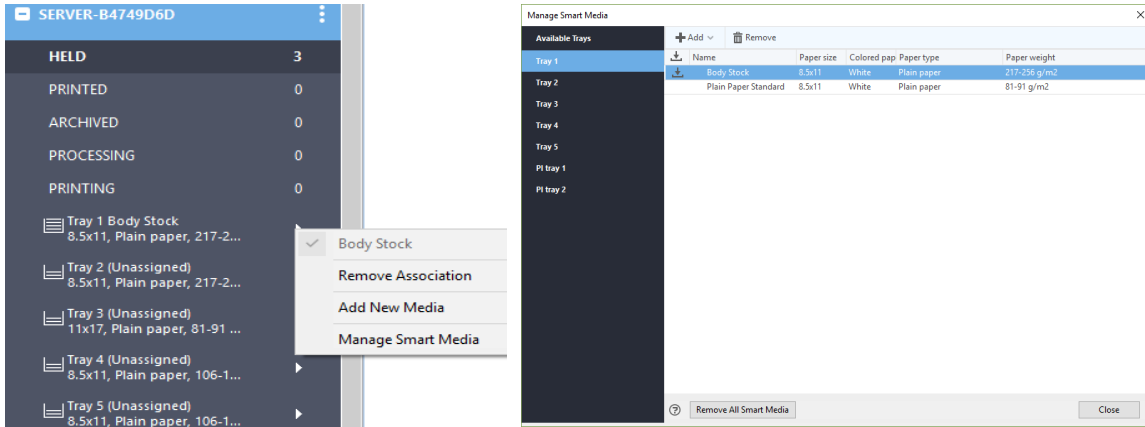 SERVER-B4749D6D
HELD 3
PRINTED 0
ARCHIVED 0
PROCESSING 0
PRINTING 0
Tray 1 Body Stock
8.5x11, Plain paper, 217-2...
Tray 2 (Unassigned)
8.5x11, Plain paper, 217-2...
Tray 3 (Unassigned)
11x17, Plain paper, 81-91 ...
Tray 4 (Unassigned)
8.5x11, Plain paper, 106-1...
Tray 5 (Unassigned)
8.5x11, Plain paper, 106-1...
Body Stock
Remove Association
Add New Media
Manage Smart Media
Manage Smart Media
Available Trays
Tray 1
Tray 2
Tray 3
Tray 4
Tray 5
PI tray 1
PI tray 2
Add Remove
Name Paper size Colored pap Paper type Paper weight
Body Stock 8.5x11 White Plain paper 217-256 g/m2
Plain Paper Standard 8.5x11 White Plain paper 81-91 g/m2
? Remove All Smart Media Close